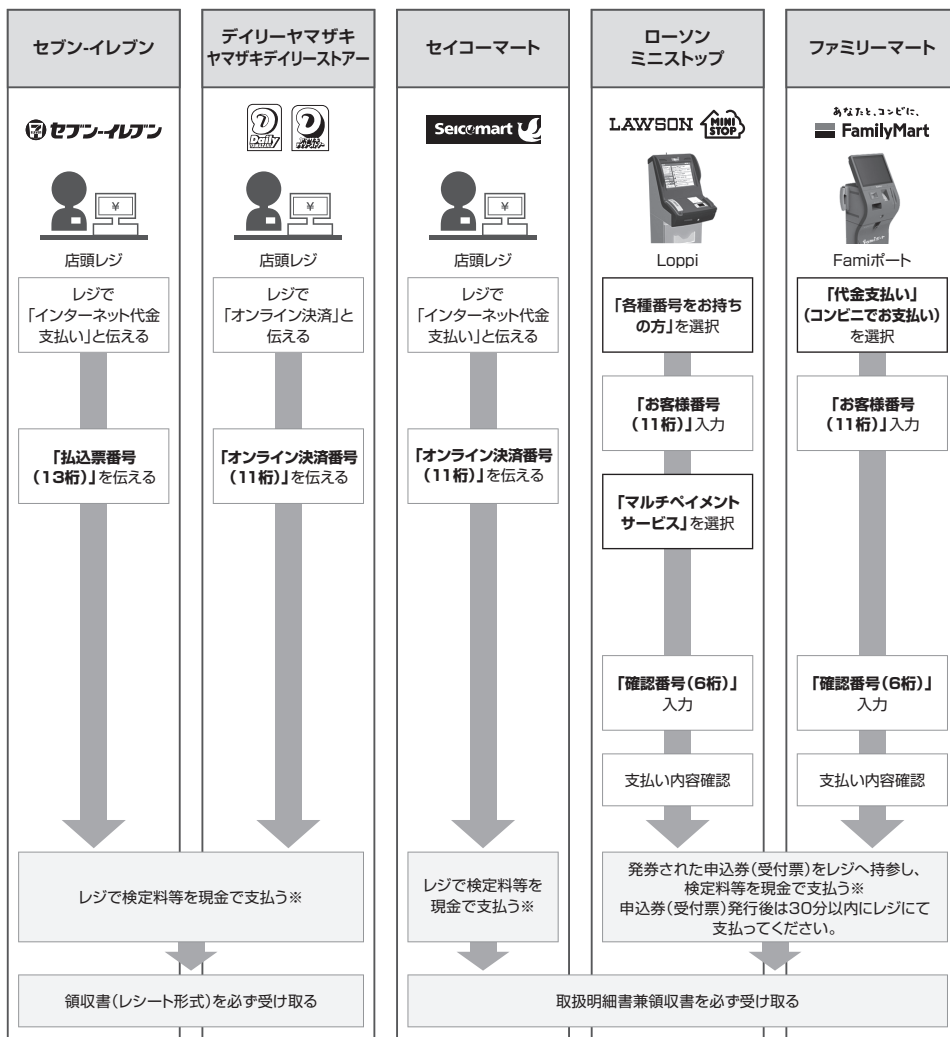 セブン-イレブン
デイリーヤマザキ
ヤマザキデイリーストアー
セイコーマート
ローソン
ミニストップ
ファミリーマート
セブン-イレブン
Daily
Seicomart
LAWSON
MINI
STOP
あなたと、コンビに、
FamilyMart
¥
¥
¥
店頭レジ
店頭レジ
店頭レジ
Loppi
Famiポート
レジで
「インターネット代金
支払い」と伝える
レジで
「オンライン決済」と
伝える
レジで
「インターネット代金
支払い」と伝える
「各種番号をお持ち
の方」を選択
「代金支払い」
(コンビニでお支払い)
を選択
「お客様番号
(11桁)」入力
「お客様番号
(11桁)」入力
「払込票番号
(13桁)」を伝える
「オンライン決済番号
(11桁)」を伝える
「オンライン決済番号
(11桁)」を伝える
「マルチペイメント
サービス」を選択
「確認番号(6桁)」
入力
「確認番号(6桁)」
入力
支払い内容確認
支払い内容確認
レジで検定料等を現金で支払う※
レジで検定料等を
現金で支払う※
発券された申込券(受付票)をレジへ持参し、
検定料等を現金で支払う※
申込券(受付票)発行後は30分以内にレジにて
支払ってください。
領収書(レシート形式)を必ず受け取る
取扱明細書兼領収書を必ず受け取る